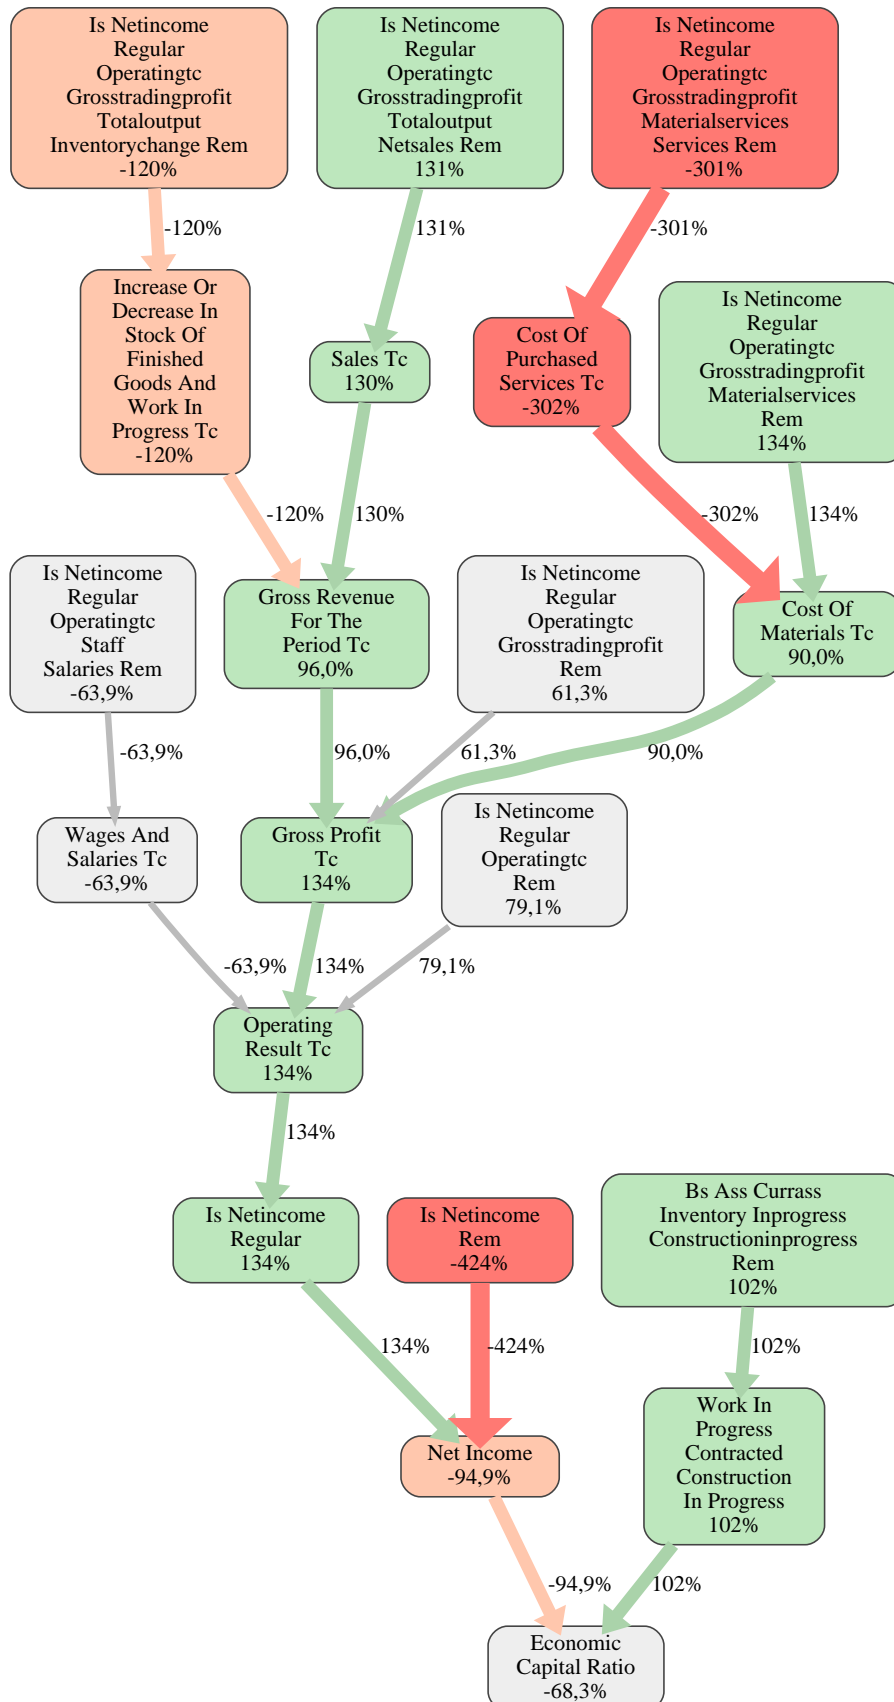 Is Netincome
Regular
Operatingtc
Grosstradingprofit
Totaloutput
Inventorychange Rem
-120%
Is Netincome
Regular
Operatingtc
Grosstradingprofit
Totaloutput
Netsales Rem
131%
Is Netincome
Regular
Operatingtc
Grosstradingprofit
Materialservices
Services Rem
-301%
-120%
131%
-301%
Increase Or
Decrease In
Stock Of
Finished
Goods And
Work In
Progress Tc
-120%
Sales Tc
130%
Cost Of
Purchased
Services Tc
-302%
Is Netincome
Regular
Operatingtc
Grosstradingprofit
Materialservices
Rem
134%
-120%
130%
-302%
134%
Is Netincome
Regular
Operatingtc
Staff
Salaries Rem
-63,9%
Gross Revenue
For The
Period Tc
96,0%
Is Netincome
Regular
Operatingtc
Grosstradingprofit
Rem
61,3%
Cost Of
Materials Tc
90,0%
-63,9%
96,0%
61,3%
90,0%
Wages And
Salaries Tc
-63,9%
Gross Profit
Tc
134%
Is Netincome
Regular
Operatingtc
Rem
79,1%
-63,9%
134%
79,1%
Operating
Result Tc
134%
134%
Is Netincome
Regular
134%
Is Netincome
Rem
-424%
Bs Ass Currass
Inventory Inprogress
Constructioninprogress
Rem
102%
134%
-424%
102%
Net Income
-94,9%
Work In
Progress
Contracted
Construction
In Progress
102%
-94,9%
102%
Economic
Capital Ratio
-68,3%